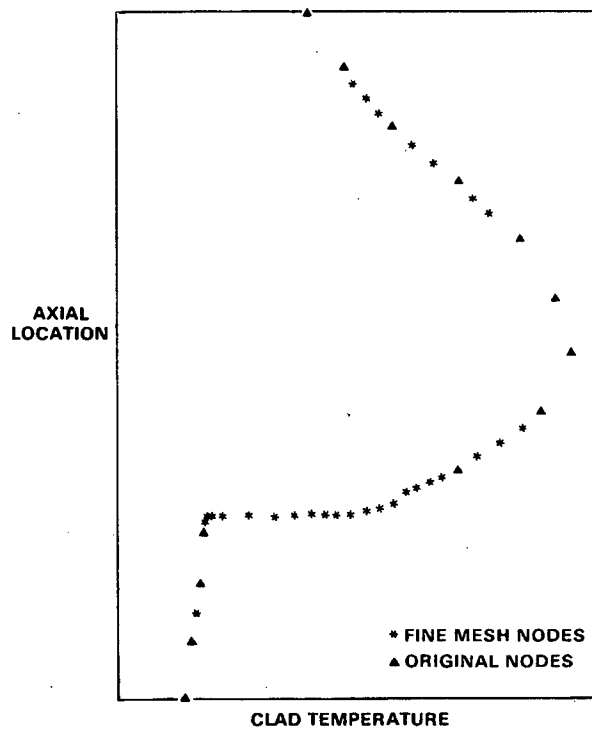 AXIAL
LOCATION
* FINE MESH NODES
▲ ORIGINAL NODES
CLAD TEMPERATURE